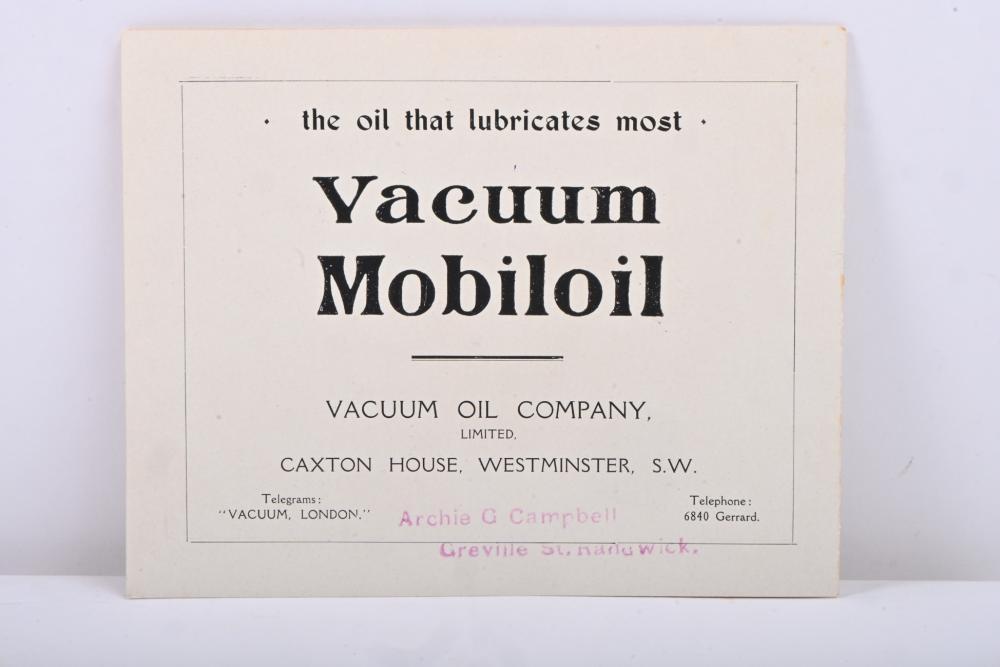 · the oil that lubricates most ·
Vacuum
Mobiloil
VACUUM OIL COMPANY,
LIMITED,
CAXTON HOUSE, WESTMINSTER, S.W.
Telegrams:
"VACUUM, LONDON."
Telephone:
6840 Gerrard.
Archie G Campbell
Greville St. Randwick.